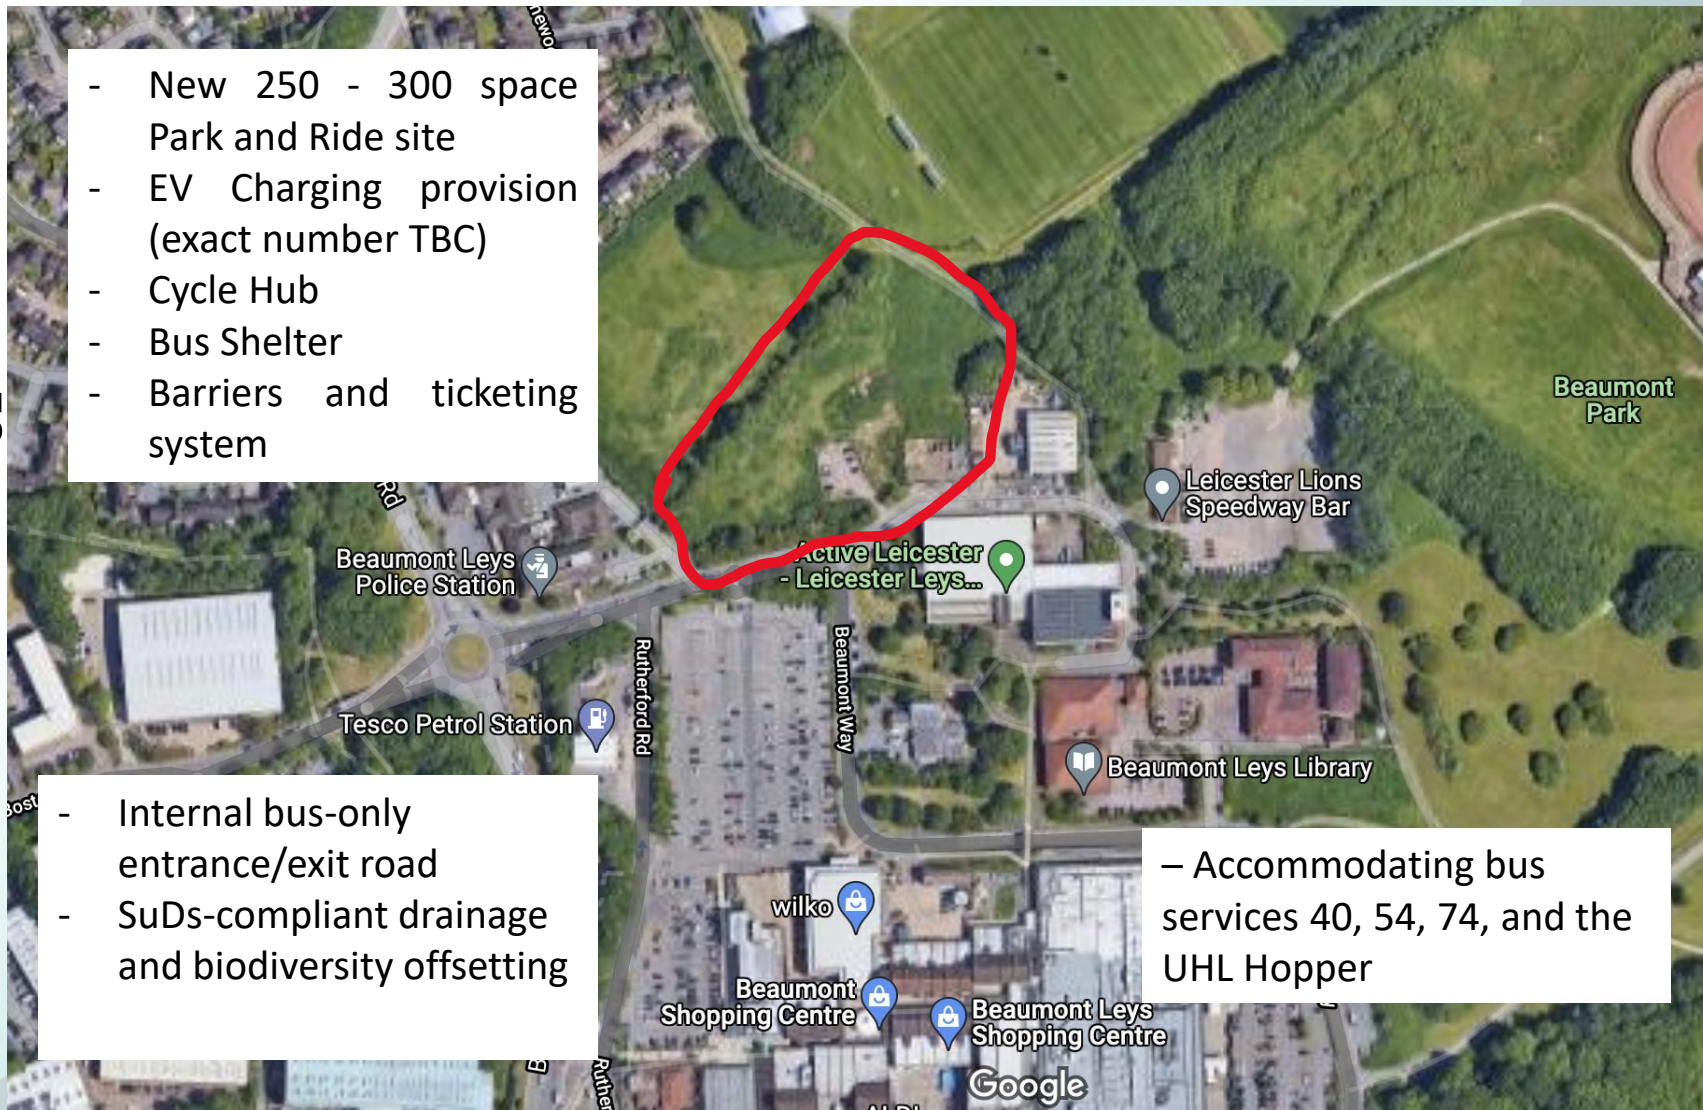 - New 250 - 300 space
Park and Ride site
- EV Charging provision
(exact number TBC)
- Cycle Hub
- Bus Shelter
- Barriers and ticketing
system
Rd
Beaumont
Park
Leicester Lions
Speedway Bar
Beaumont Leys
Police Station
Active Leicester
- Leicester Leys...
Rutherford Rd
Beaumont Way
Tesco Petrol Station
Beaumont Leys Library
- Internal bus-only
entrance/exit road
- SuDs-compliant drainage
and biodiversity offsetting
– Accommodating bus
services 40, 54, 74, and the
UHL Hopper
wilko
Beaumont
Shopping Centre
Beaumont Leys
Shopping Centre
Google